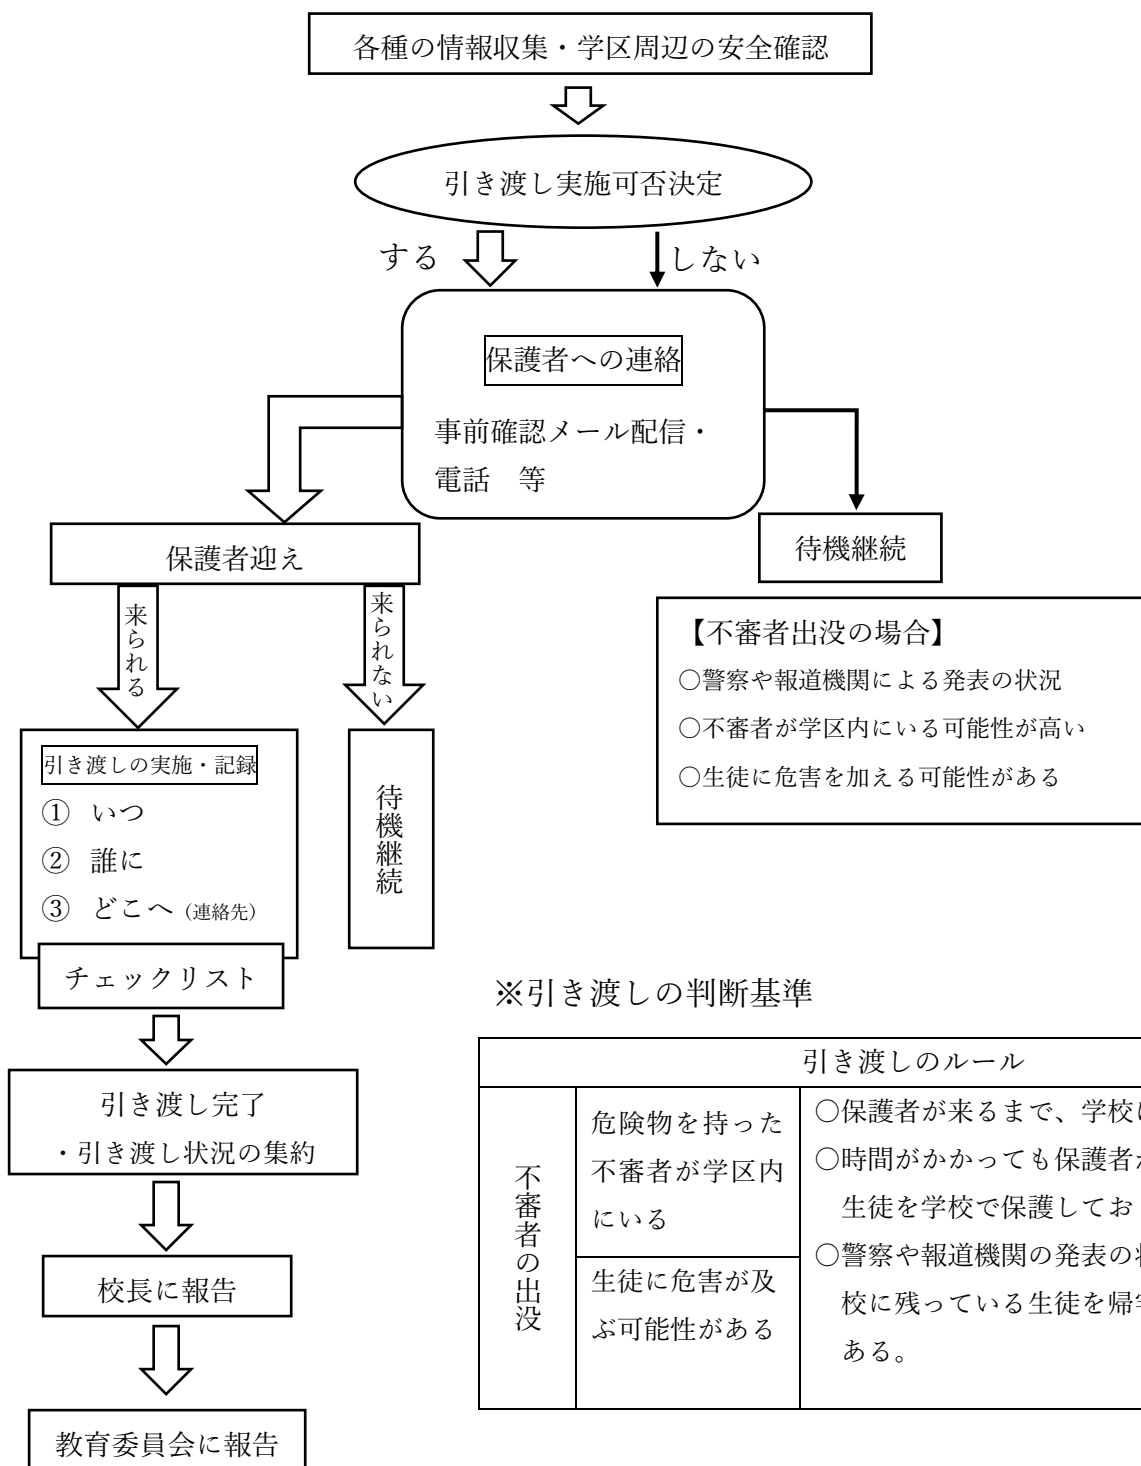 各種の情報収集・学区周辺の安全確認
引き渡し実施可否決定
する
しない
保護者への連絡
事前確認メール配信・
電話　等
保護者迎え
待機継続
来られる
来られない
【不審者出没の場合】
○警察や報道機関による発表の状況
○不審者が学区内にいる可能性が高い
○生徒に危害を加える可能性がある
引き渡しの実施・記録
① いつ
② 誰に
③ どこへ（連絡先）
チェックリスト
待機継続
引き渡し完了
・引き渡し状況の集約
校長に報告
教育委員会に報告
※引き渡しの判断基準
引き渡しのルール
不審者の出没
危険物を持った
不審者が学区内
にいる
生徒に危害が及
ぶ可能性がある
○保護者が来るまで、学校
○時間がかかっても保護者
生徒を学校で保護してお
○警察や報道機関の発表の
校に残っている生徒を帰
ある。